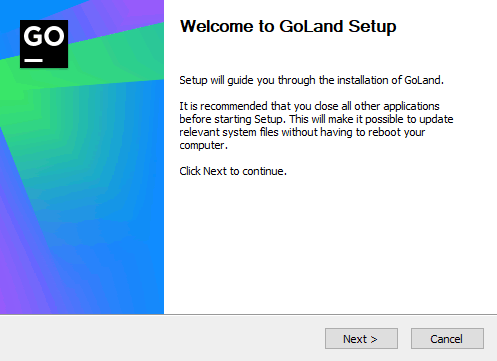 GO
Welcome to GoLand Setup
Setup will guide you through the installation of GoLand.
It is recommended that you close all other applications
before starting Setup. This will make it possible to update
relevant system files without having to reboot your
computer.
Click Next to continue.
Next >
Cancel